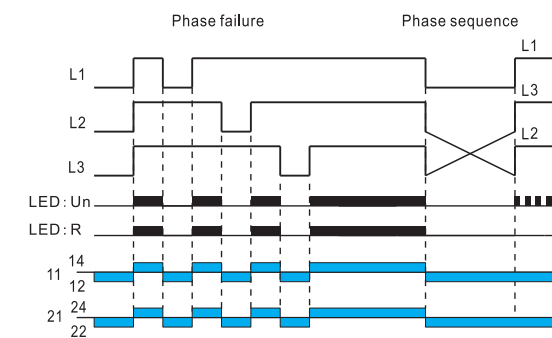 Phase failure
Phase sequence
L1
L1
L3
L2
L2
L3
LED: Un
LED: R
14
11
12
24
21
22